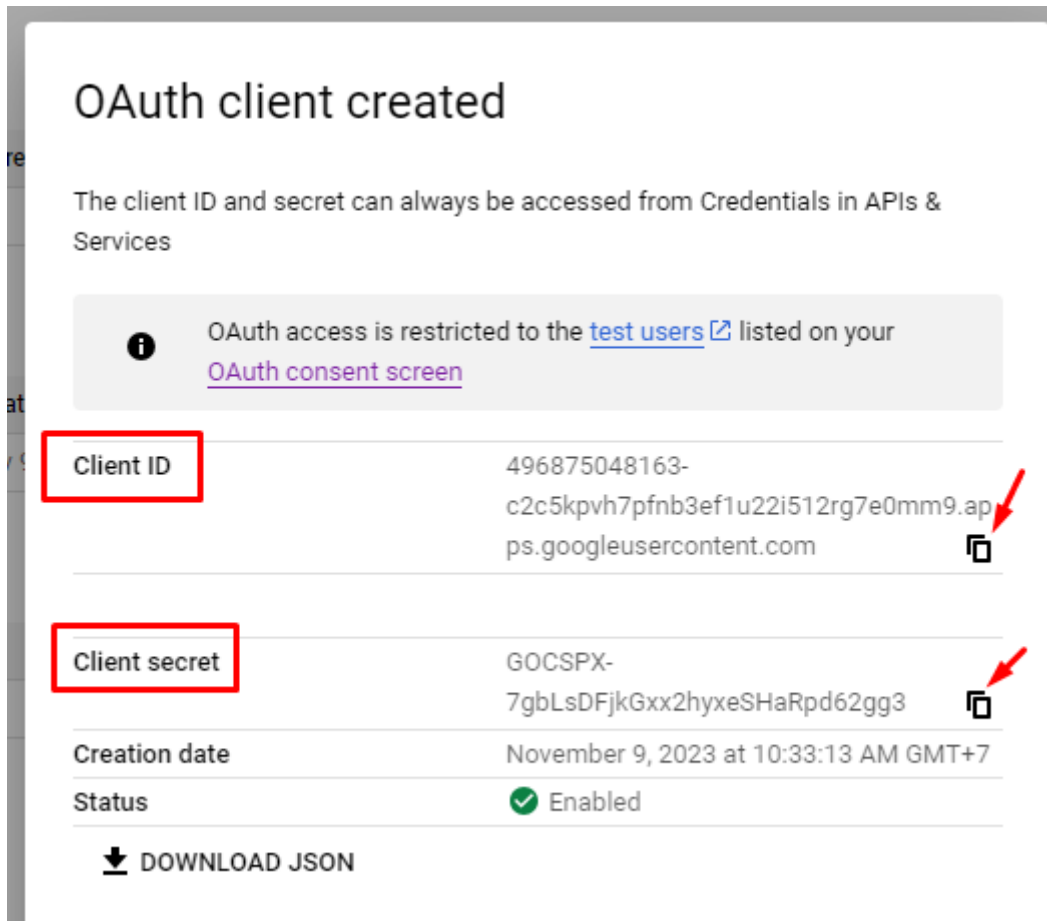 OAuth client created
The client ID and secret can always be accessed from Credentials in APIs &
Services
OAuth access is restricted to the test users listed on your
OAuth consent screen
Client ID
496875048163-
c2c5kpvh7pfnb3ef1u22i512rg7e0mm9.ap
ps.googleusercontent.com
Client secret
GOCSPX-
7gbLsDFjkGxx2hyxeSHaRpd62gg3
Creation date
November 9, 2023 at 10:33:13 AM GMT+7
Status
Enabled
DOWNLOAD JSON